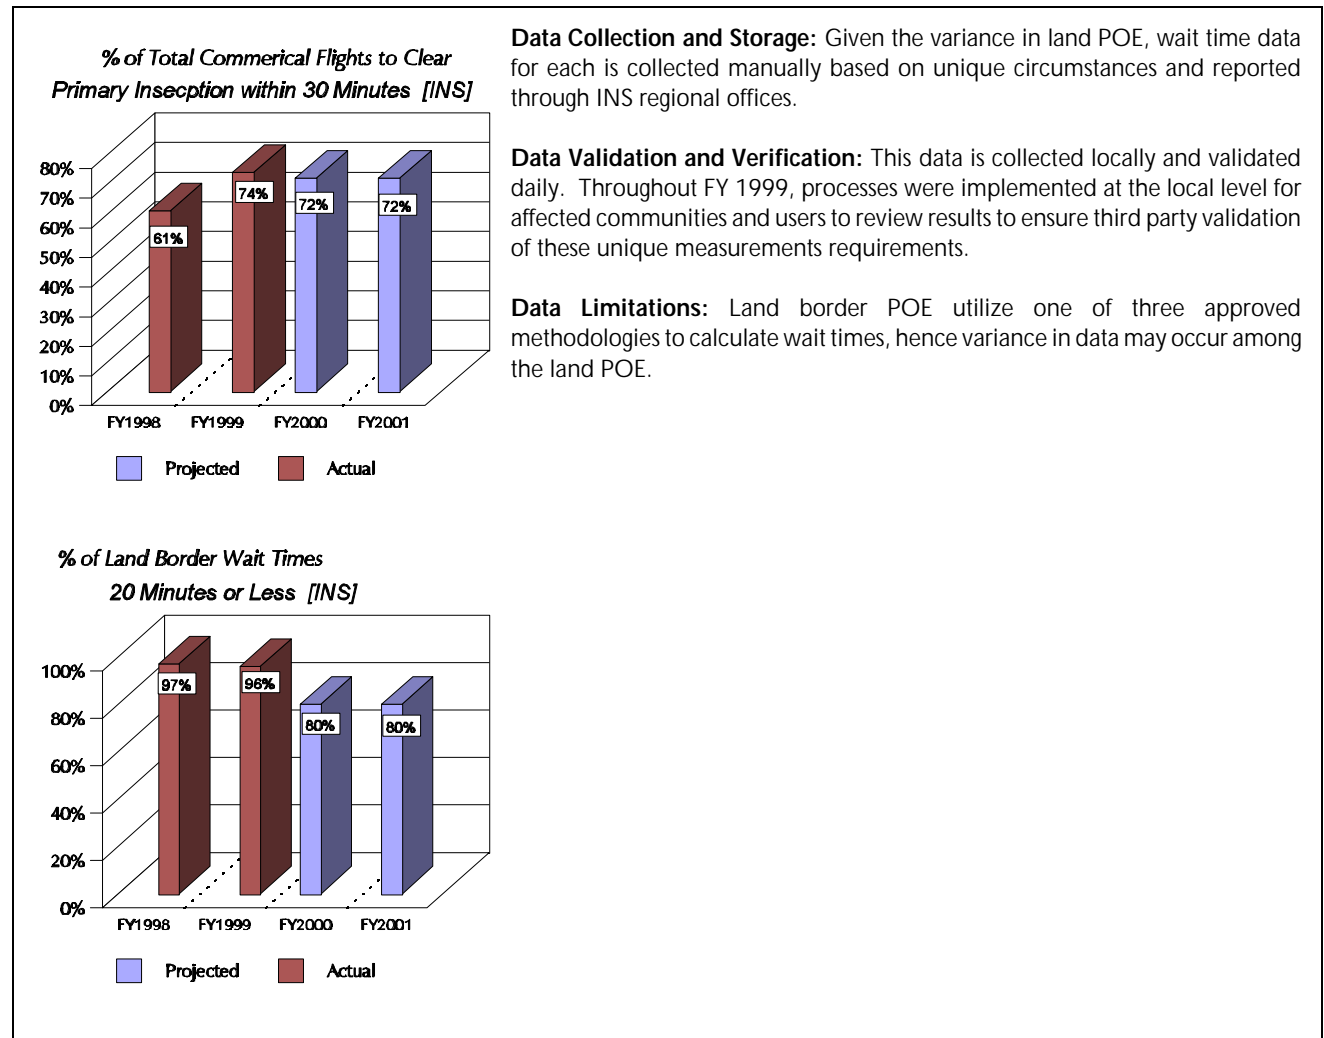 % of Total Commerical Flights to Clear
Primary Insecption within 30 Minutes [INS]
80%
70%
60%
50%
40%
30%
20%
10%
0%
61%
74%
72%
72%
FY1998 FY1999 FY2000 FY2001
Projected Actual
% of Land Border Wait Times
20 Minutes or Less [INS]
100%
80%
60%
40%
20%
0%
97%
96%
80%
80%
FY1998 FY1999 FY2000 FY2001
Projected Actual
Data Collection and Storage: Given the variance in land POE, wait time data
for each is collected manually based on unique circumstances and reported
through INS regional offices.
Data Validation and Verification: This data is collected locally and validated
daily. Throughout FY 1999, processes were implemented at the local level for
affected communities and users to review results to ensure third party validation
of these unique measurements requirements.
Data Limitations: Land border POE utilize one of three approved
methodologies to calculate wait times, hence variance in data may occur among
the land POE.